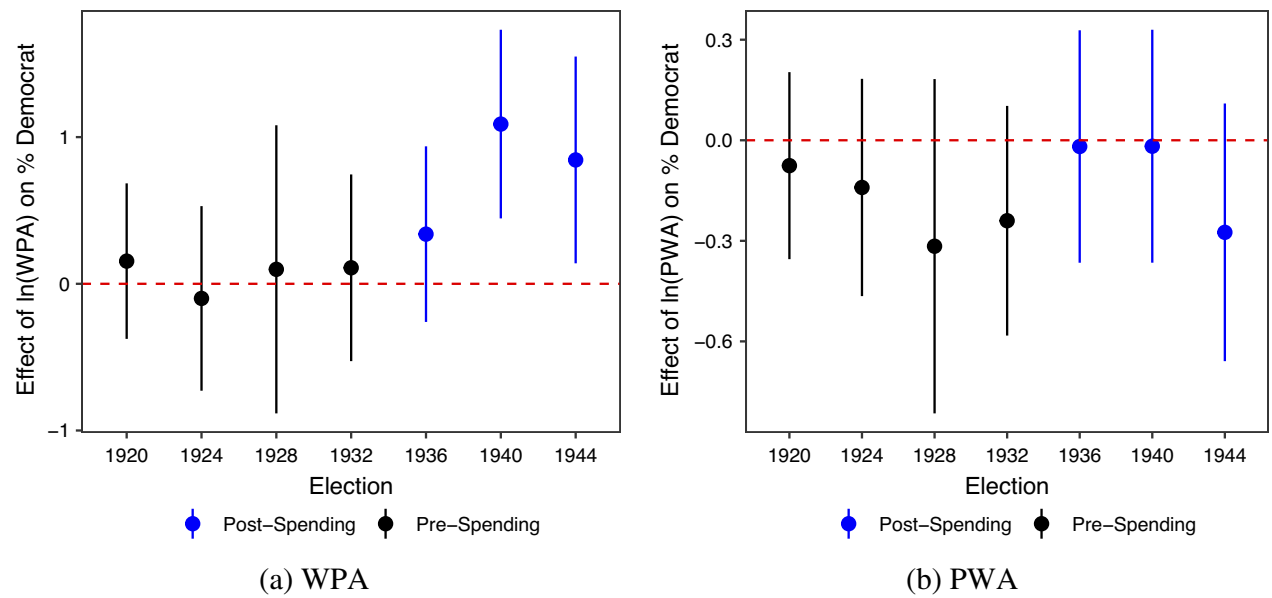 Effect of ln(WPA) on % Democrat
1
0
−1
1920 1924 1928 1932 1936 1940 1944
Election
Post−Spending Pre−Spending
(a) WPA
Effect of ln(PWA) on % Democrat
0.3
0.0
−0.3
−0.6
1920 1924 1928 1932 1936 1940 1944
Election
Post−Spending Pre−Spending
(b) PWA